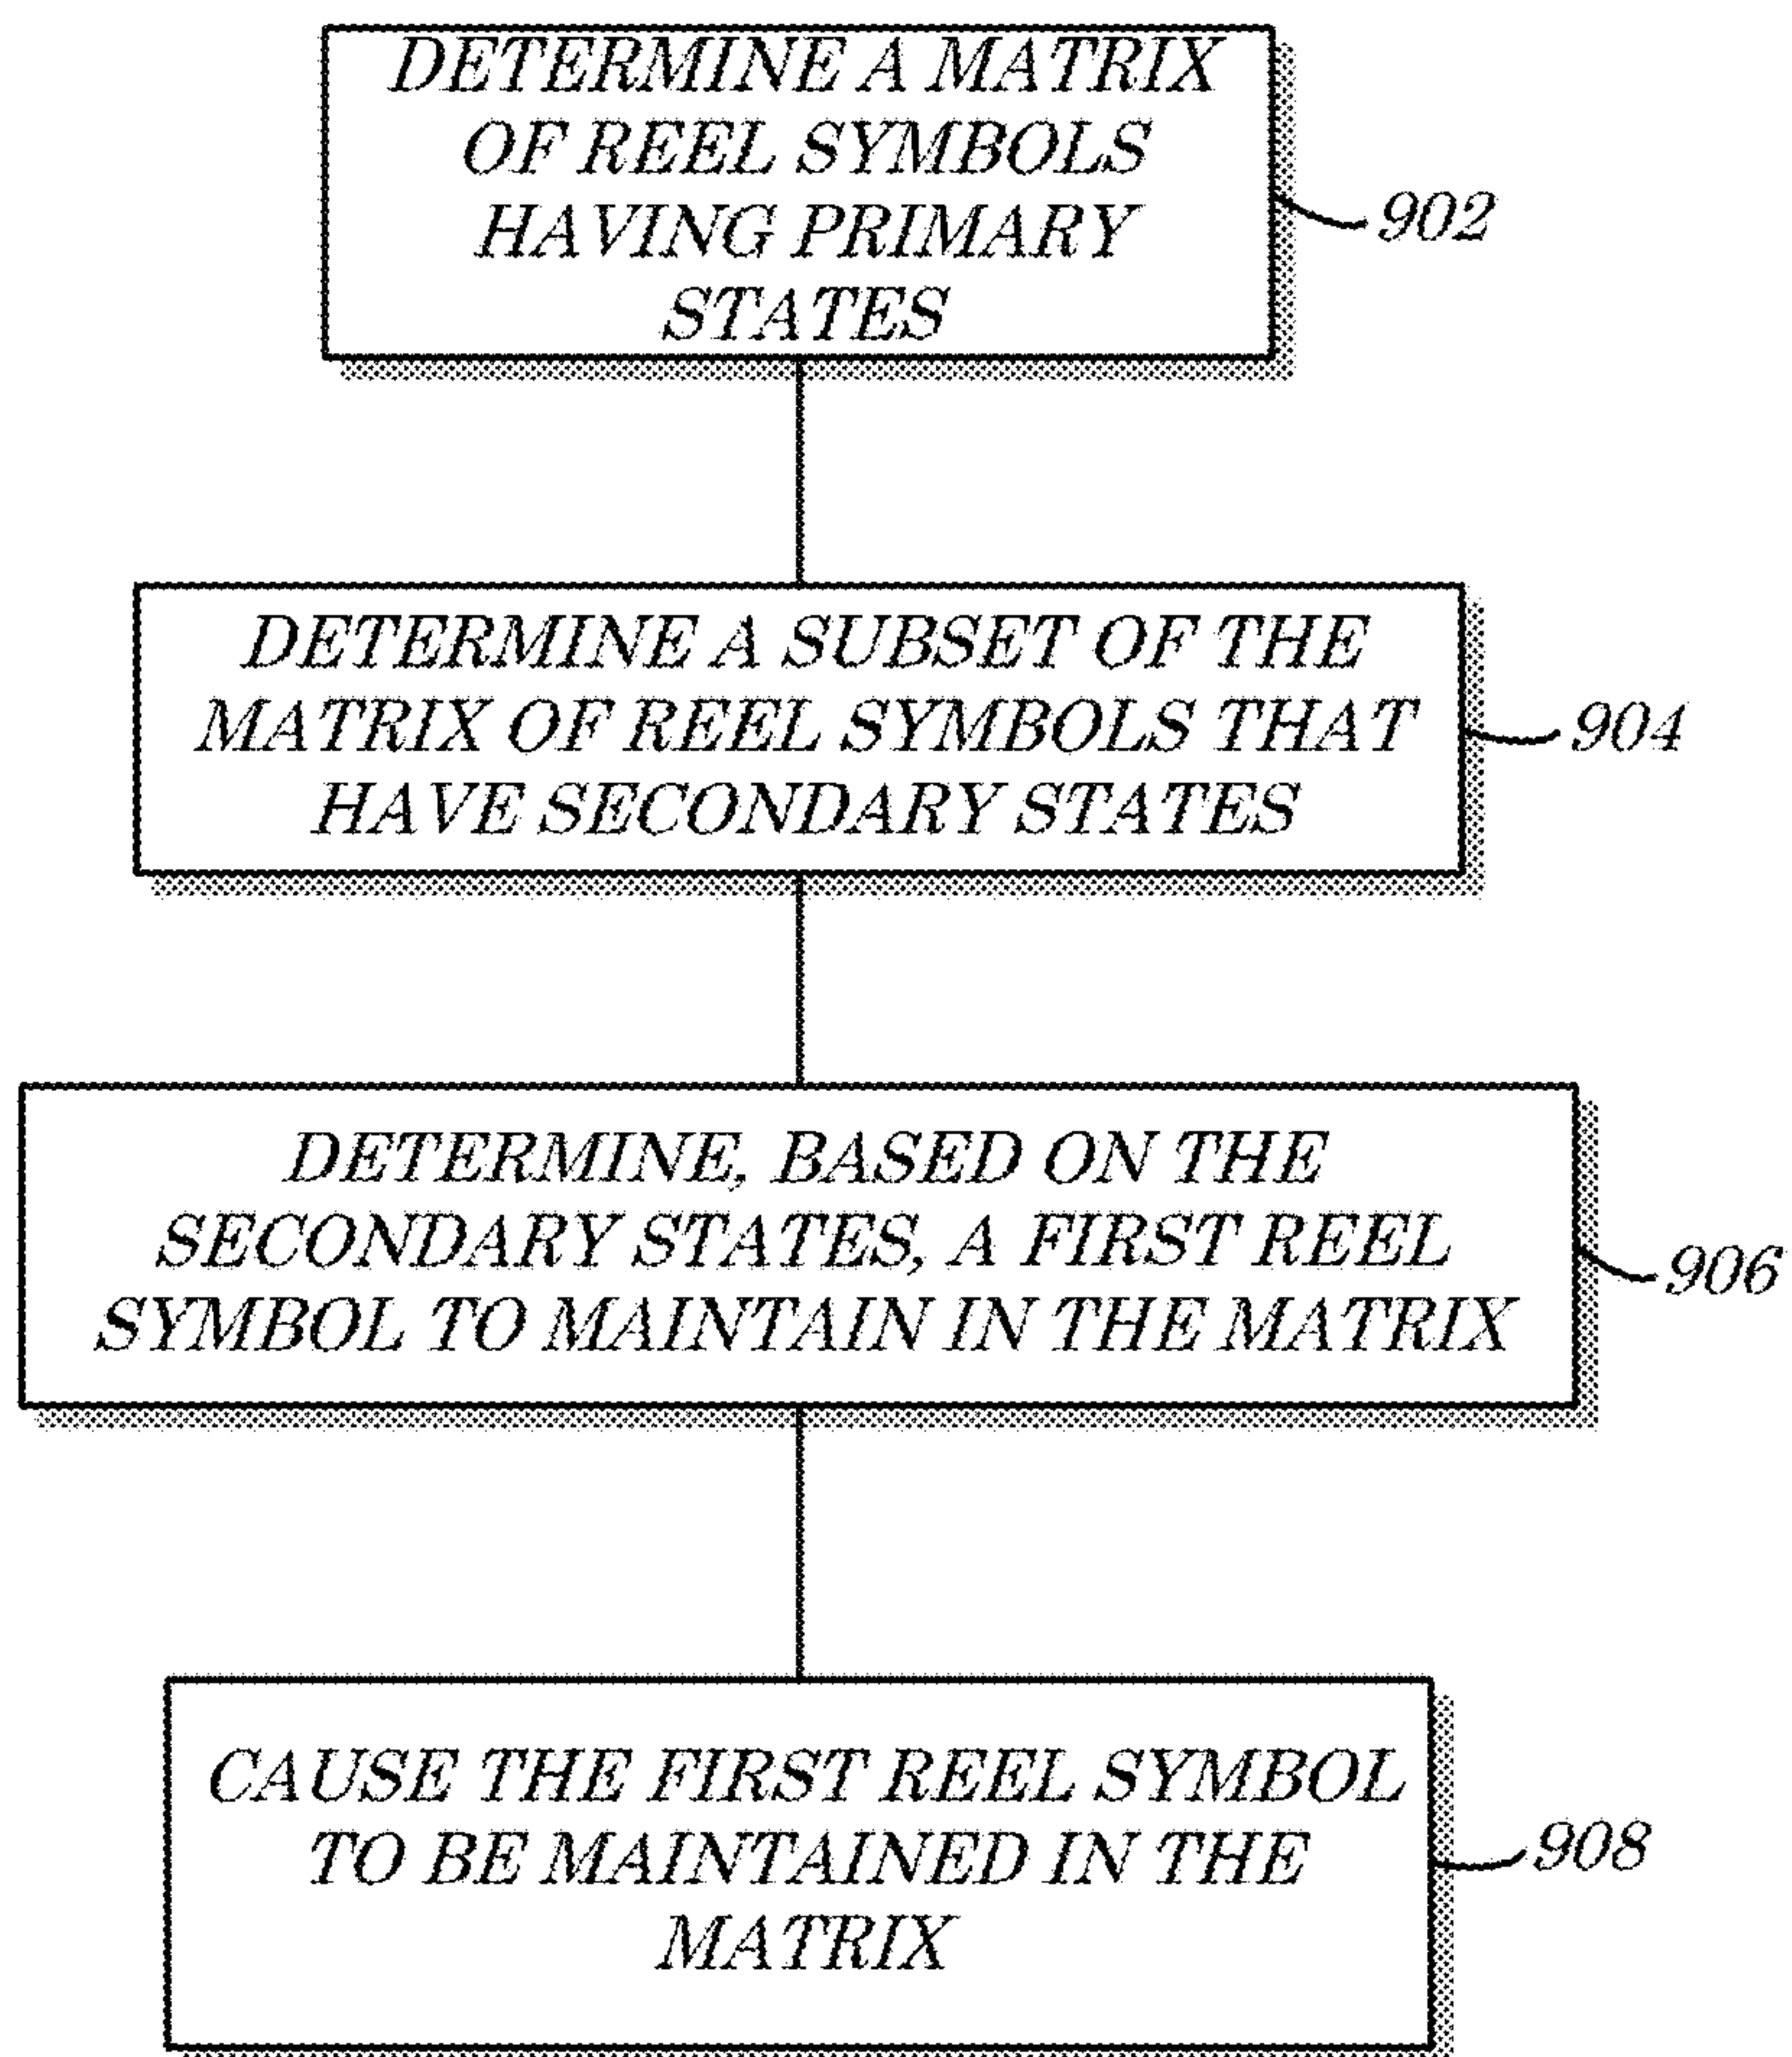 DETERMINE A MATRIX
OF REEL SYMBOLS
HAVING PRIMARY
STATES
902
DETERMINE A SUBSET OF THE
MATRIX OF REEL SYMBOLS THAT
HAVE SECONDARY STATES
904
DETERMINE, BASED ON THE
SECONDARY STATES, A FIRST REEL
SYMBOL TO MAINTAIN IN THE MATRIX
906
CAUSE THE FIRST REEL SYMBOL
TO BE MAINTAINED IN THE
MATRIX
908